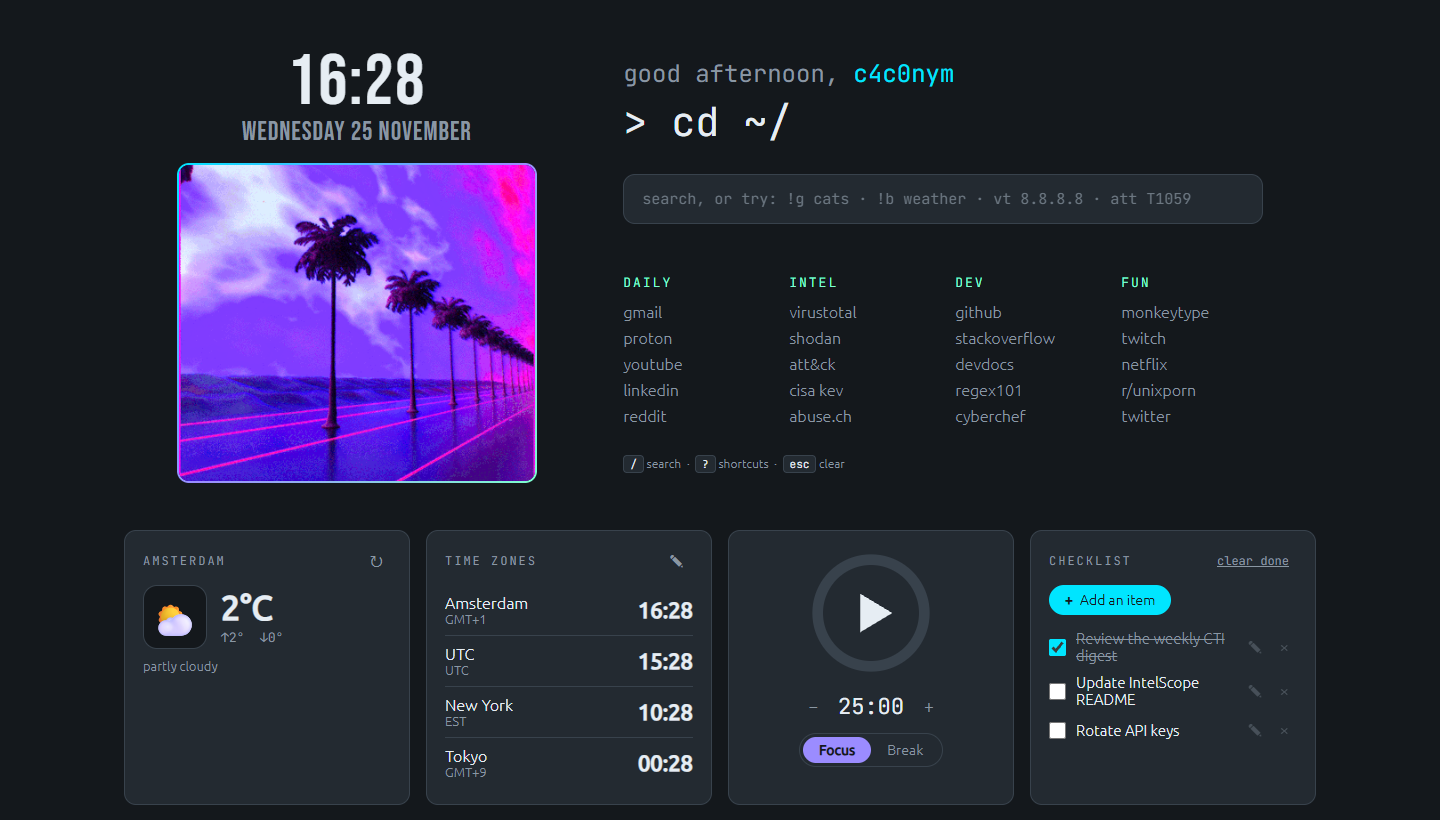 16:28
WEDNESDAY 25 NOVEMBER
good afternoon, c4c0nym
> cd ~/
search, or try: !g cats · !b weather · vt 8.8.8.8 · att T1059
DAILY
gmail
proton
youtube
linkedin
reddit
INTEL
virustotal
shodan
att&ck
cisa kev
abuse.ch
DEV
github
stackoverflow
devdocs
regex101
cyberchef
FUN
monkeytype
twitch
netflix
r/unixporn
twitter
/ search · ? shortcuts · esc clear
AMSTERDAM ↻
2°C
↑2° ↓0°
partly cloudy
TIME ZONES
Amsterdam 16:28
GMT+1
UTC 15:28
UTC
New York 10:28
EST
Tokyo 00:28
GMT+9
− 25:00 +
Focus Break
CHECKLIST clear done
+ Add an item
Review the weekly CTI
digest ×
Update IntelScope
README ×
Rotate API keys ×